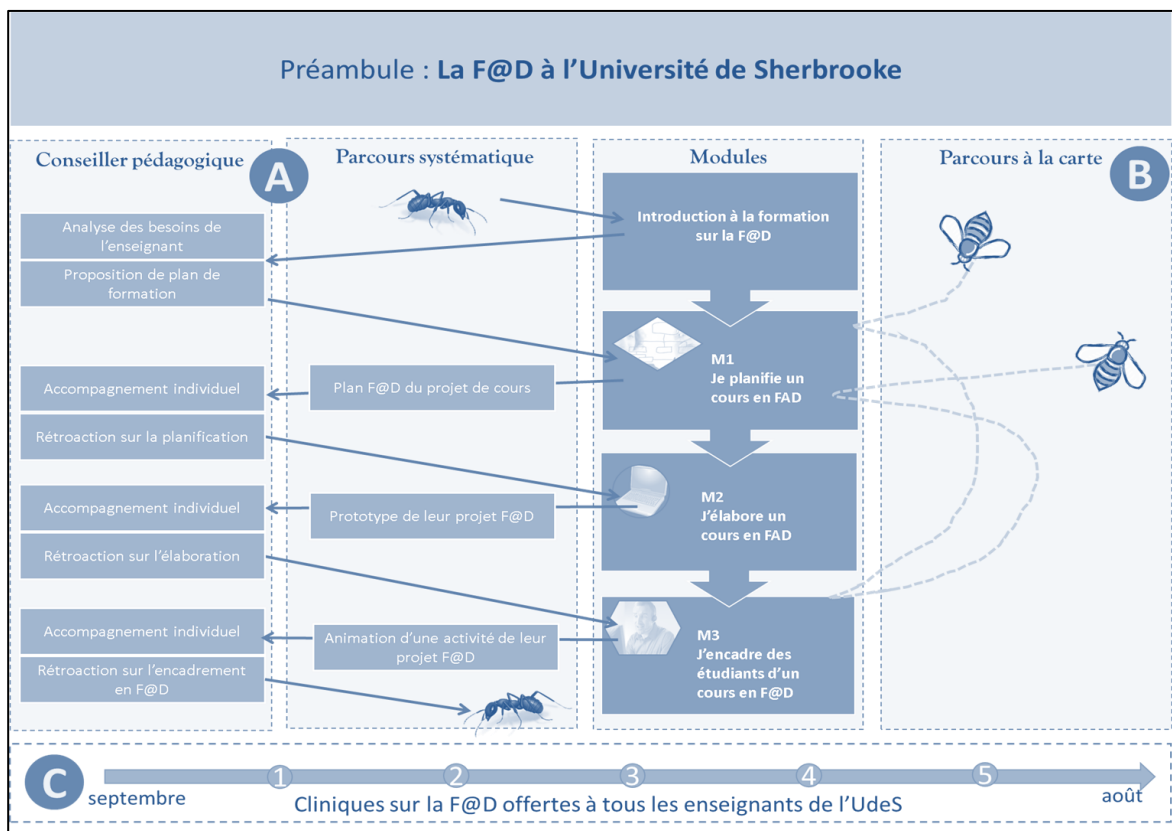 Préambule : La F@D à l'Université de Sherbrooke
Conseiller pédagogique
A
Parcours systématique
Modules
Parcours à la carte
B
Analyse des besoins de
l'enseignant
Proposition de plan de
formation
Introduction à la formation
sur la F@D
Accompagnement individuel
Plan F@D du projet de cours
M1
Je planifie un
cours en FAD
Rétroaction sur la planification
Accompagnement individuel
Prototype de leur projet F@D
M2
J'élabore un
cours en FAD
Rétroaction sur l'élaboration
Accompagnement individuel
Animation d'une activité de leur
projet F@D
M3
J'encadre des
étudiants d'un
cours en F@D
Rétroaction sur l'encadrement
en F@D
C
septembre
1
2
3
4
5
août
Cliniques sur la F@D offertes à tous les enseignants de l'UdeS